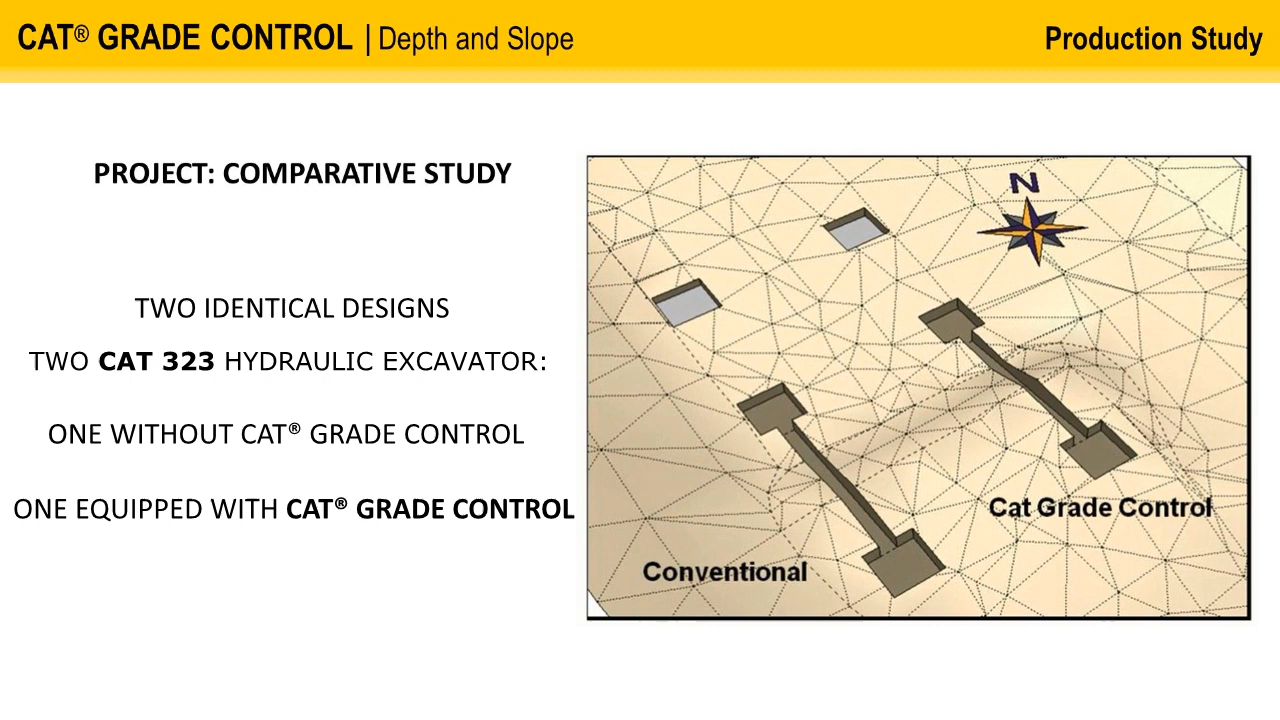 CAT® GRADE CONTROL | Depth and Slope
Production Study
PROJECT: COMPARATIVE STUDY
TWO IDENTICAL DESIGNS
TWO CAT 323 HYDRAULIC EXCAVATOR:
ONE WITHOUT CAT® GRADE CONTROL
ONE EQUIPPED WITH CAT® GRADE CONTROL
N
Cat Grade Control
Conventional